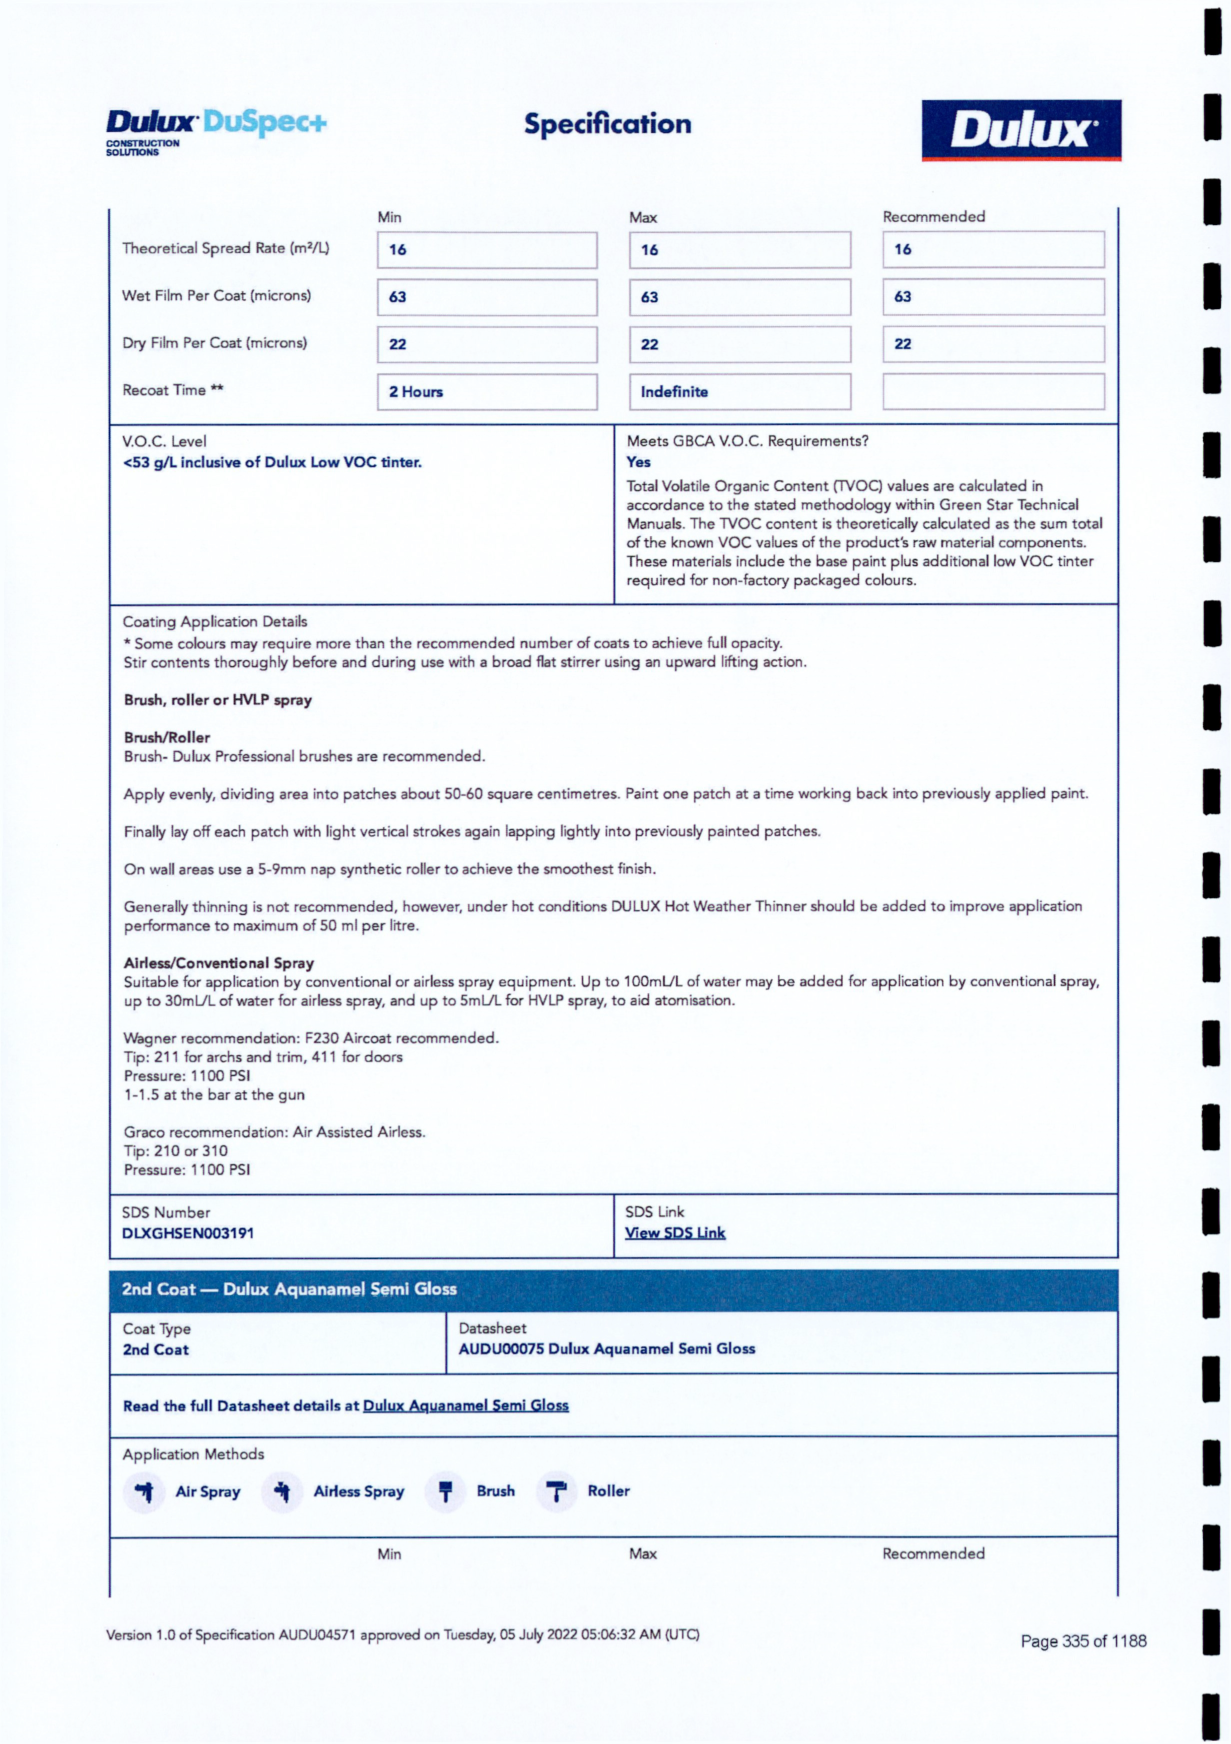 Dulux DuSpec+
CONSTRUCTION
SOLUTIONS
Specification
Dulux
Min Max Recommended
Theoretical Spread Rate (m²/L) 16 16 16
Wet Film Per Coat (microns) 63 63 63
Dry Film Per Coat (microns) 22 22 22
Recoat Time ** 2 Hours Indefinite
V.O.C. Level
<53 g/L inclusive of Dulux Low VOC tinter.
Meets GBCA V.O.C. Requirements?
Yes
Total Volatile Organic Content (TVOC) values are calculated in
accordance to the stated methodology within Green Star Technical
Manuals. The TVOC content is theoretically calculated as the sum total
of the known VOC values of the product's raw material components.
These materials include the base paint plus additional low VOC tinter
required for non-factory packaged colours.
Coating Application Details
* Some colours may require more than the recommended number of coats to achieve full opacity.
Stir contents thoroughly before and during use with a broad flat stirrer using an upward lifting action.
Brush, roller or HVLP spray
Brush/Roller
Brush- Dulux Professional brushes are recommended.
Apply evenly, dividing area into patches about 50-60 square centimetres. Paint one patch at a time working back into previously applied paint.
Finally lay off each patch with light vertical strokes again lapping lightly into previously painted patches.
On wall areas use a 5-9mm nap synthetic roller to achieve the smoothest finish.
Generally thinning is not recommended, however, under hot conditions DULUX Hot Weather Thinner should be added to improve application
performance to maximum of 50 ml per litre.
Airless/Conventional Spray
Suitable for application by conventional or airless spray equipment. Up to 100mL/L of water may be added for application by conventional spray,
up to 30mL/L of water for airless spray, and up to 5mL/L for HVLP spray, to aid atomisation.
Wagner recommendation: F230 Aircoat recommended.
Tip: 211 for archs and trim, 411 for doors
Pressure: 1100 PSI
1-1.5 at the bar at the gun
Graco recommendation: Air Assisted Airless.
Tip: 210 or 310
Pressure: 1100 PSI
SDS Number
DLXGHSEN003191
SDS Link
View SDS Link
2nd Coat — Dulux Aquanamel Semi Gloss
Coat Type
2nd Coat
Datasheet
AUDU00075 Dulux Aquanamel Semi Gloss
Read the full Datasheet details at Dulux Aquanamel Semi Gloss
Application Methods
Air Spray Airless Spray Brush Roller
Min Max Recommended
Version 1.0 of Specification AUDU04571 approved on Tuesday, 05 July 2022 05:06:32 AM (UTC)
Page 335 of 1188